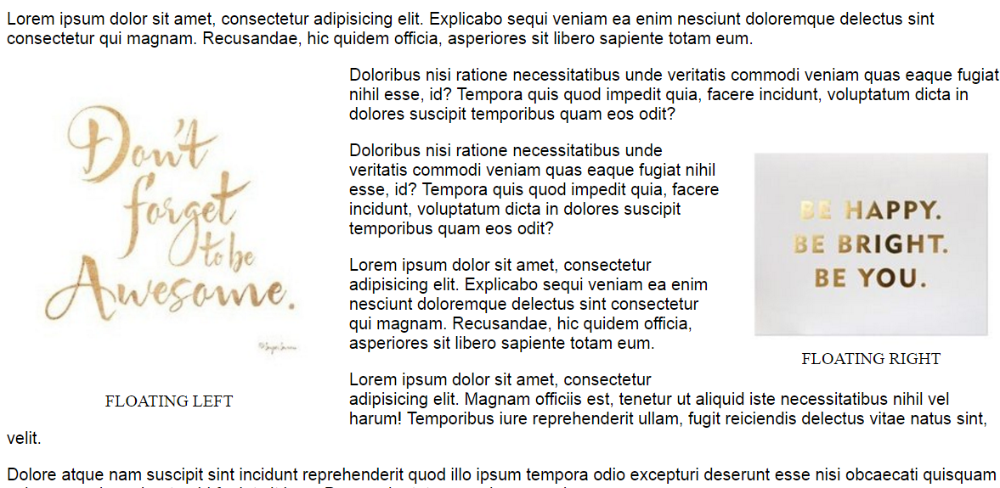 Lorem ipsum dolor sit amet, consectetur adipisicing elit. Explicabo sequi veniam ea enim nesciunt doloremque delectus sint
consectetur qui magnam. Recusandae, hic quidem officia, asperiores sit libero sapiente totam eum.
Don't
forget
to be
Awesome.
FLOATING LEFT
Doloribus nisi ratione necessitatibus unde veritatis commodi veniam quas eaque fugiat
nihil esse, id? Tempora quis quod impedit quia, facere incidunt, voluptatum dicta in
dolores suscipit temporibus quam eos odit?
Doloribus nisi ratione necessitatibus unde
veritatis commodi veniam quas eaque fugiat nihil
esse, id? Tempora quis quod impedit quia, facere
incidunt, voluptatum dicta in dolores suscipit
temporibus quam eos odit?
BE HAPPY.
BE BRIGHT.
BE YOU.
FLOATING RIGHT
Lorem ipsum dolor sit amet, consectetur
adipisicing elit. Explicabo sequi veniam ea enim
nesciunt doloremque delectus sint consectetur
qui magnam. Recusandae, hic quidem officia,
asperiores sit libero sapiente totam eum.
Lorem ipsum dolor sit amet, consectetur
adipisicing elit. Magnam officiis est, tenetur ut aliquid iste necessitatibus nihil vel
harum! Temporibus iure reprehenderit ullam, fugit reiciendis delectus vitae natus sint,
velit.
Dolore atque nam suscipit sint incidunt reprehenderit quod illo ipsum tempora odio excepturi deserunt esse nisi obcaecati quisquam